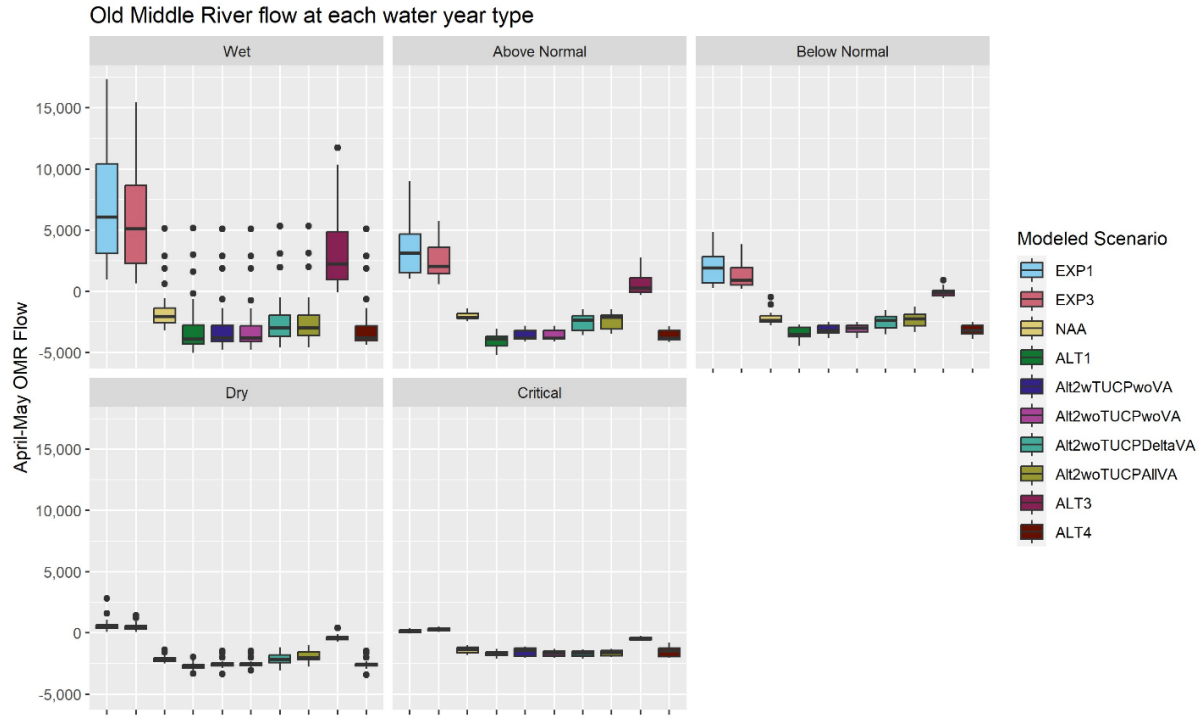 Old Middle River flow at each water year type
Wet
Above Normal
Below Normal
15,000
10,000
5,000
0
-5,000
Dry
Critical
15,000
10,000
5,000
0
-5,000
April-May OMR Flow
Modeled Scenario
EXP1
EXP3
NAA
ALT1
Alt2wTUCPwoVA
Alt2woTUCPwoVA
Alt2woTUCPDeltaVA
Alt2woTUCPAllVA
ALT3
ALT4